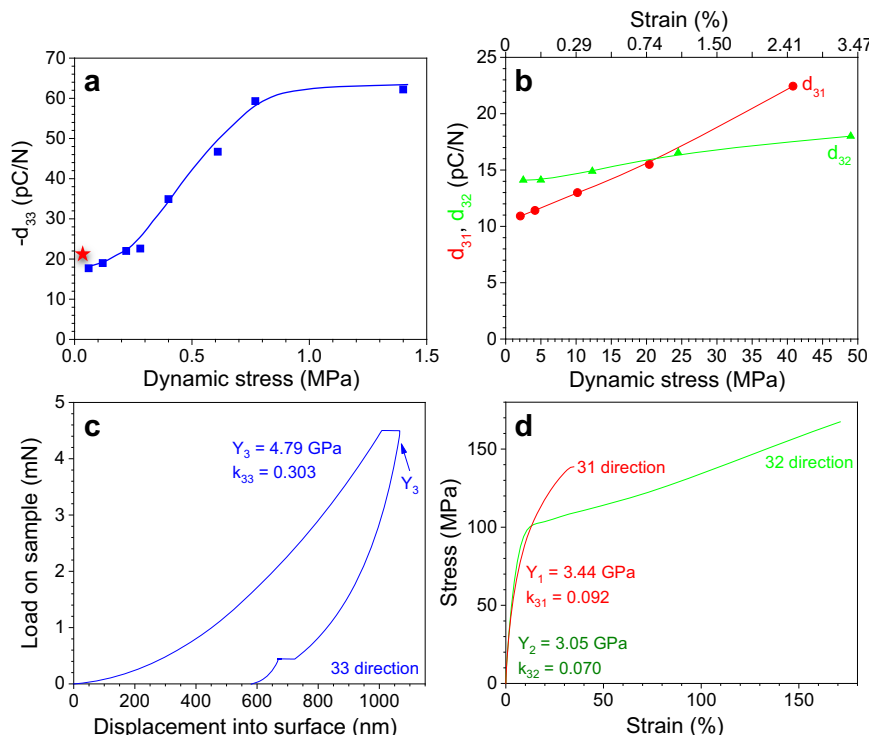 a
-d33 (pC/N)
70
60
50
40
30
20
10
0
0.0
0.5
1.0
1.5
Dynamic stress (MPa)
Strain (%)
0
0.29
0.74
1.50
2.41
3.47
b
d31, d32 (pC/N)
25
20
15
10
5
0
d31
d32
0
5
10
15
20
25
30
35
40
45
50
Dynamic stress (MPa)
c
Load on sample (mN)
5
4
3
2
1
0
Y3 = 4.79 GPa
k33 = 0.303
Y3
33 direction
0
200
400
600
800
1000
Displacement into surface (nm)
d
Stress (MPa)
150
100
50
0
31 direction
32 direction
Y1 = 3.44 GPa
k31 = 0.092
Y2 = 3.05 GPa
k32 = 0.070
0
50
100
150
Strain (%)